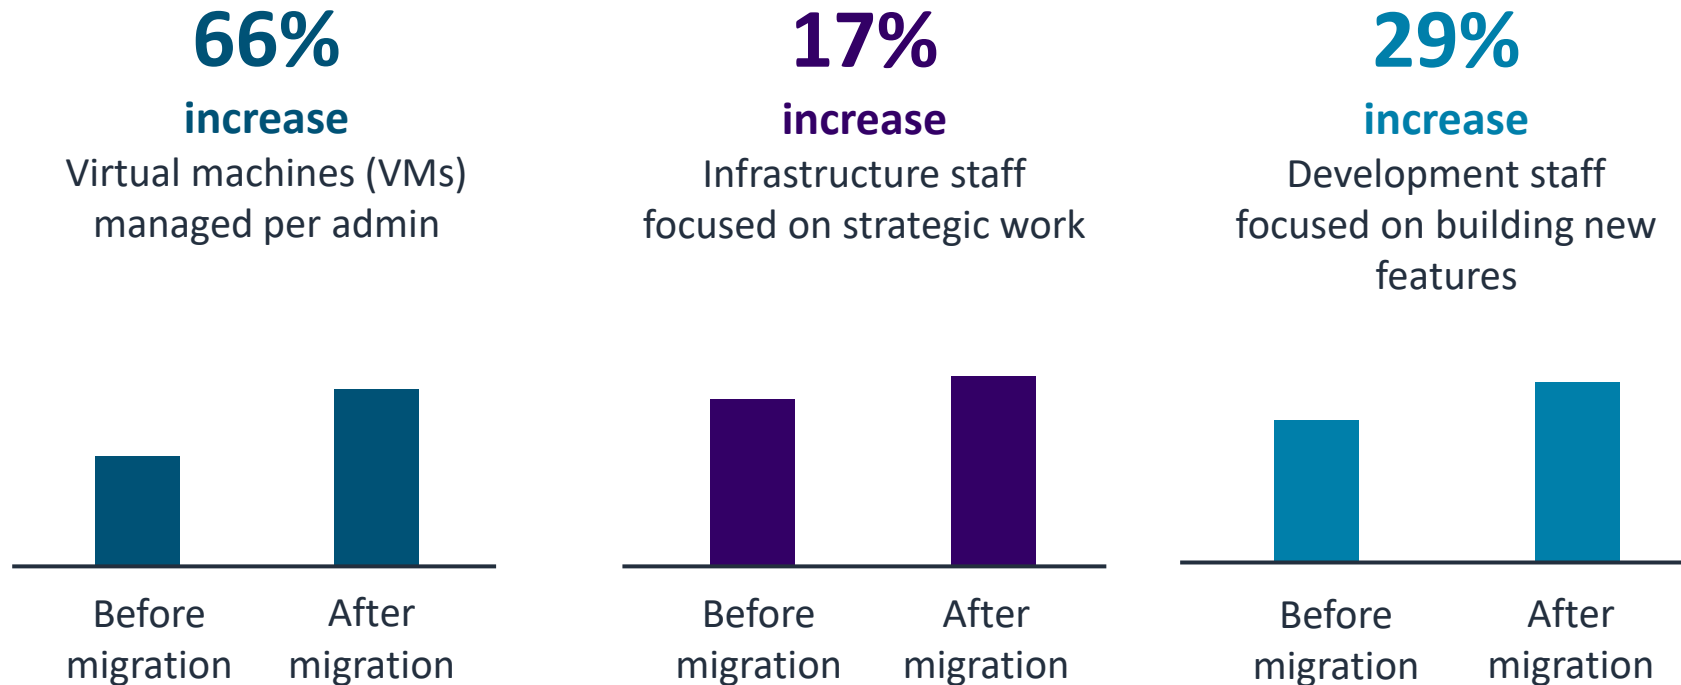 66%
increase
Virtual machines (VMs)
managed per admin
Before
migration
After
migration
17%
increase
Infrastructure staff
focused on strategic work
Before
migration
After
migration
29%
increase
Development staff
focused on building new
features
Before
migration
After
migration